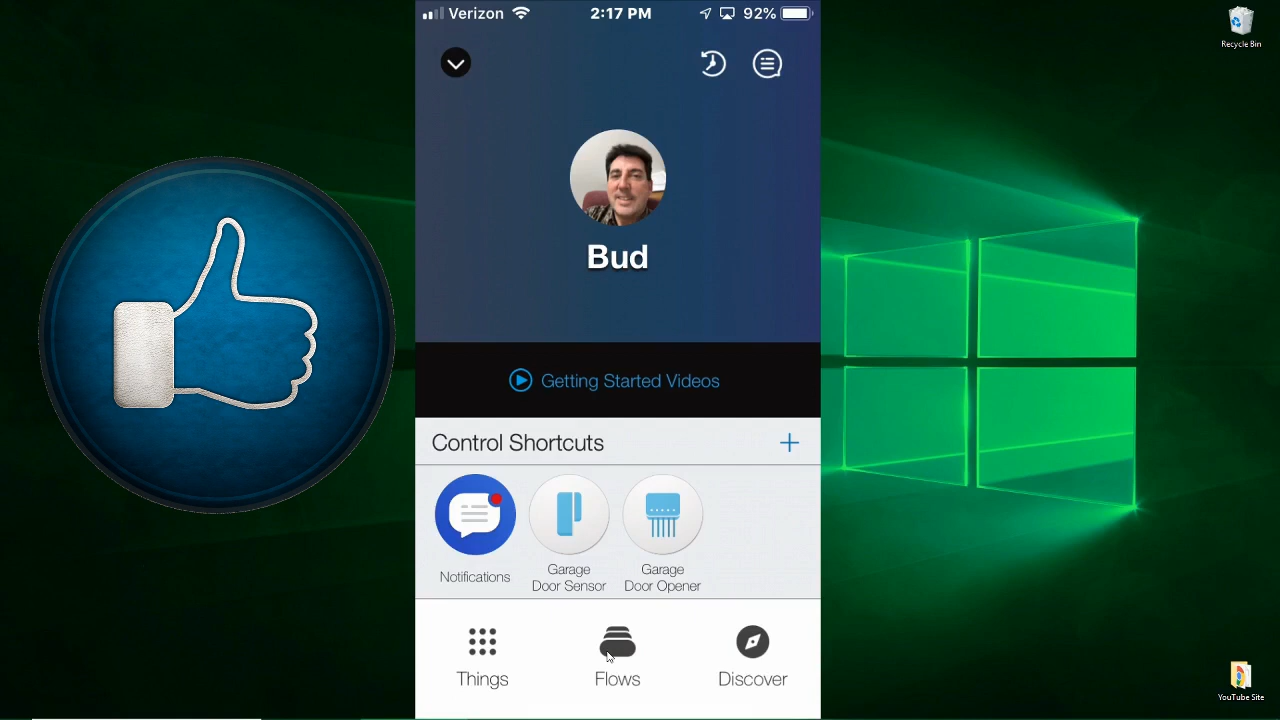 Verizon 2:17 PM 92%
Recycle Bin
Bud
Getting Started Videos
Control Shortcuts
Notifications
Garage
Door Sensor
Garage
Door Opener
Things
Flows
Discover
YouTube Site